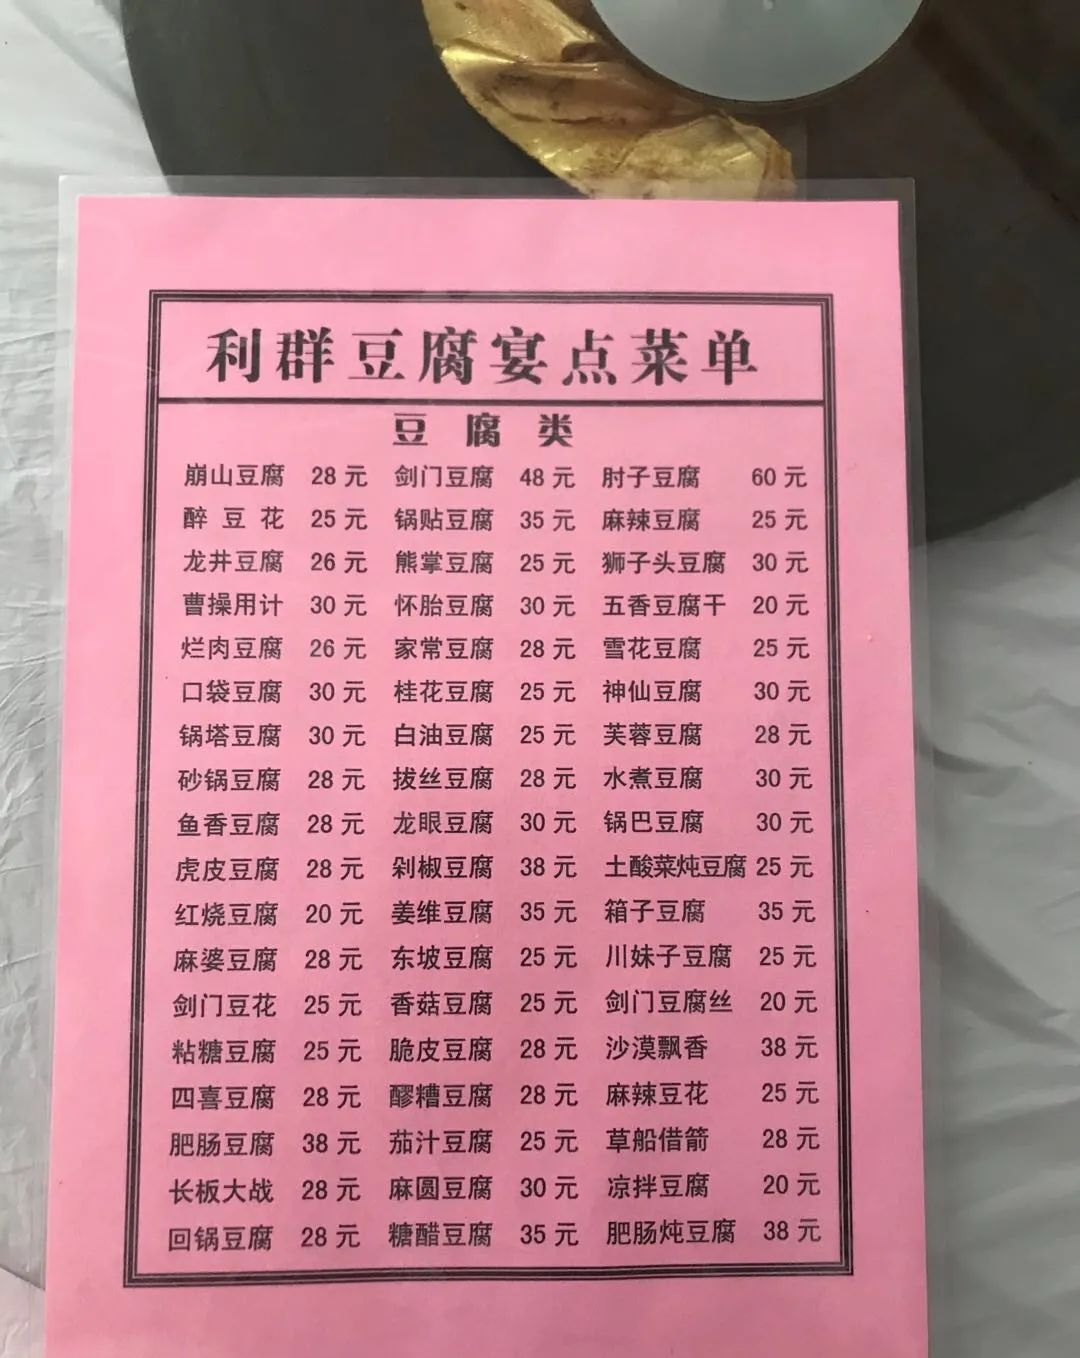 利群豆腐宴点菜单
豆腐类
崩山豆腐 28元 剑门豆腐 48元 肘子豆腐 60元
醉豆花 25元 锅贴豆腐 35元 麻辣豆腐 25元
龙井豆腐 26元 熊掌豆腐 25元 狮子头豆腐 30元
曹操用计 30元 怀胎豆腐 30元 五香豆腐干 20元
烂肉豆腐 26元 家常豆腐 28元 雪花豆腐 25元
口袋豆腐 30元 桂花豆腐 25元 神仙豆腐 30元
锅塔豆腐 30元 白油豆腐 25元 芙蓉豆腐 28元
砂锅豆腐 28元 拔丝豆腐 28元 水煮豆腐 30元
鱼香豆腐 28元 龙眼豆腐 30元 锅巴豆腐 30元
虎皮豆腐 28元 剁椒豆腐 38元 土酸菜炖豆腐 25元
红烧豆腐 20元 姜维豆腐 35元 箱子豆腐 35元
麻婆豆腐 28元 东坡豆腐 25元 川妹子豆腐 25元
剑门豆花 25元 香菇豆腐 25元 剑门豆腐丝 20元
粘糖豆腐 25元 脆皮豆腐 28元 沙漠飘香 38元
四喜豆腐 28元 醪糟豆腐 28元 麻辣豆花 25元
肥肠豆腐 38元 茄汁豆腐 25元 草船借箭 28元
长板大战 28元 麻圆豆腐 30元 凉拌豆腐 20元
回锅豆腐 28元 糖醋豆腐 35元 肥肠炖豆腐 38元